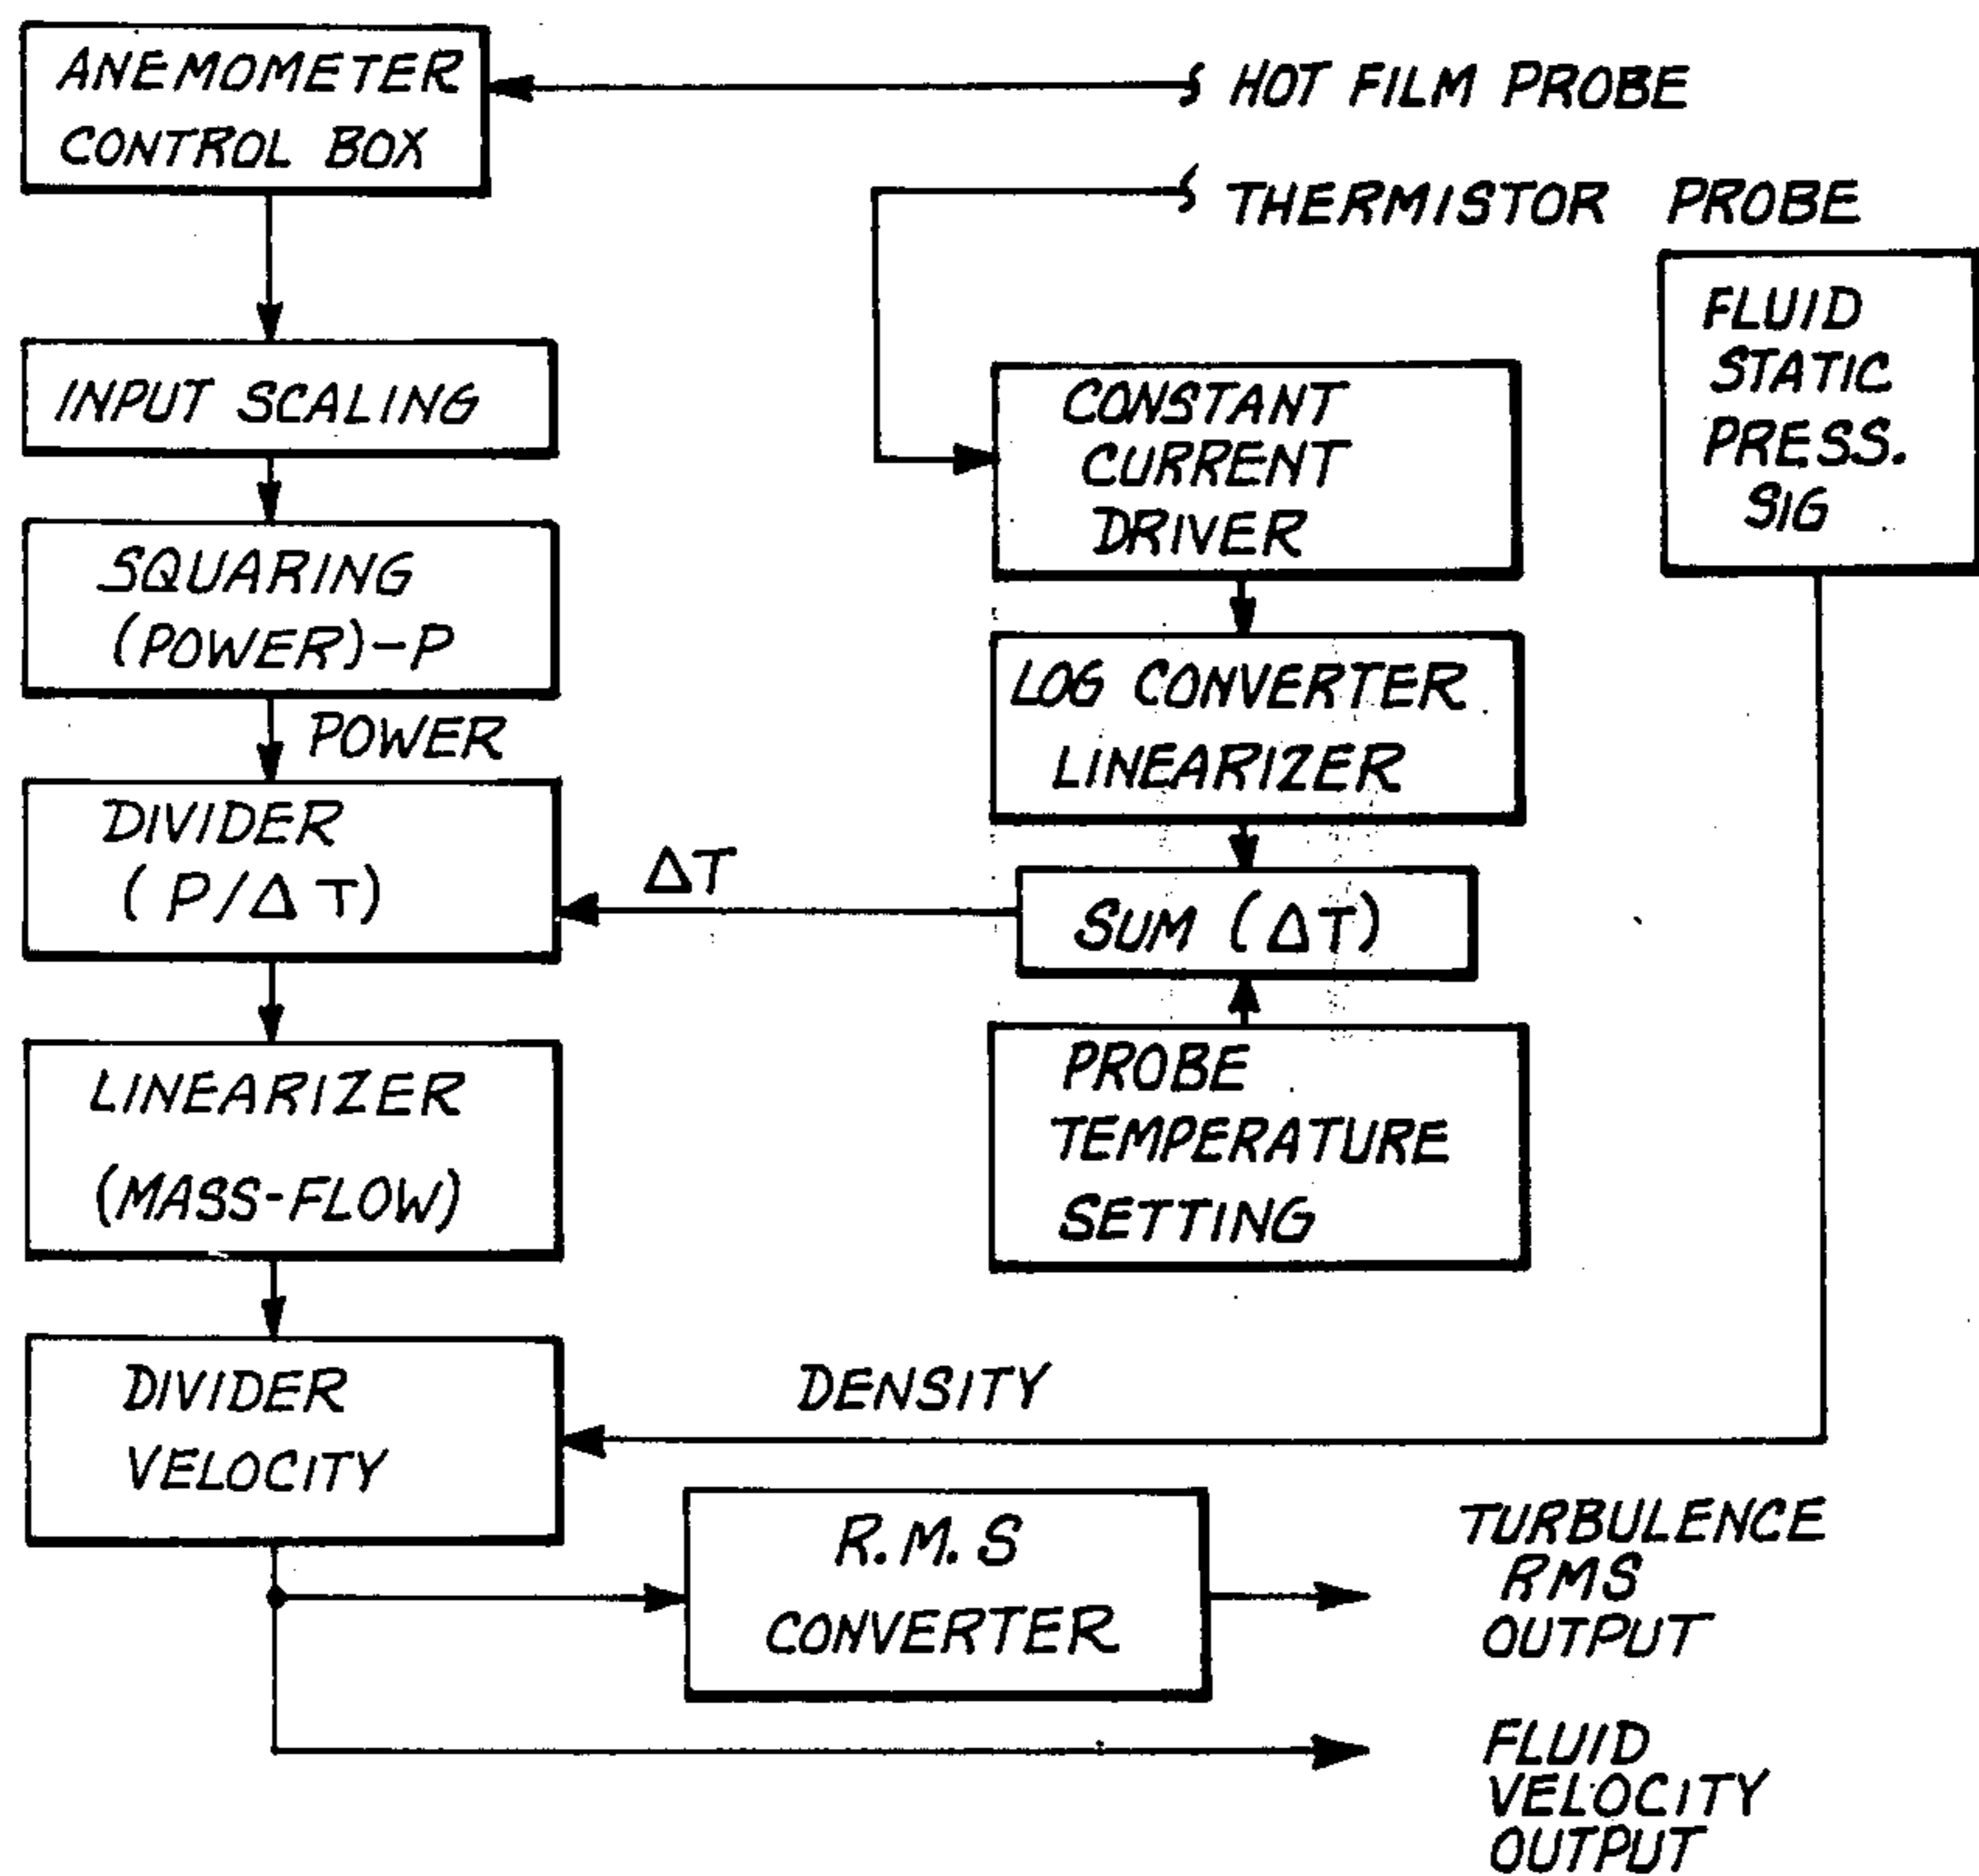 ANEMOMETER
CONTROL BOX
HOT FILM PROBE
THERMISTOR PROBE
FLUID
STATIC
PRESS.
SIG
INPUT SCALING
CONSTANT
CURRENT
DRIVER
SQUARING
(POWER)-P
POWER
LOG CONVERTER
LINEARIZER
DIVIDER
(P/Δ T)
ΔT
SUM (ΔT)
LINEARIZER
(MASS-FLOW)
PROBE
TEMPERATURE
SETTING
DIVIDER
VELOCITY
DENSITY
R.M.S
CONVERTER
TURBULENCE
RMS
OUTPUT
FLUID
VELOCITY
OUTPUT